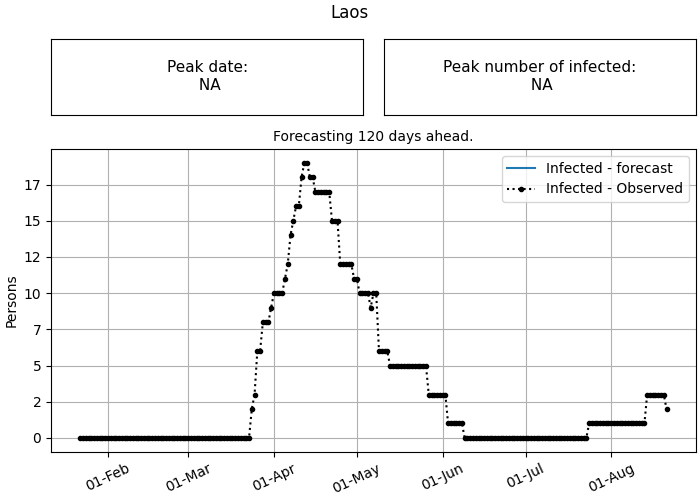 Laos
Peak date:
NA
Peak number of infected:
NA
Forecasting 120 days ahead.
Infected - forecast
Infected - Observed
Persons
17
15
12
10
7
5
2
0
01-Feb
01-Mar
01-Apr
01-May
01-Jun
01-Jul
01-Aug